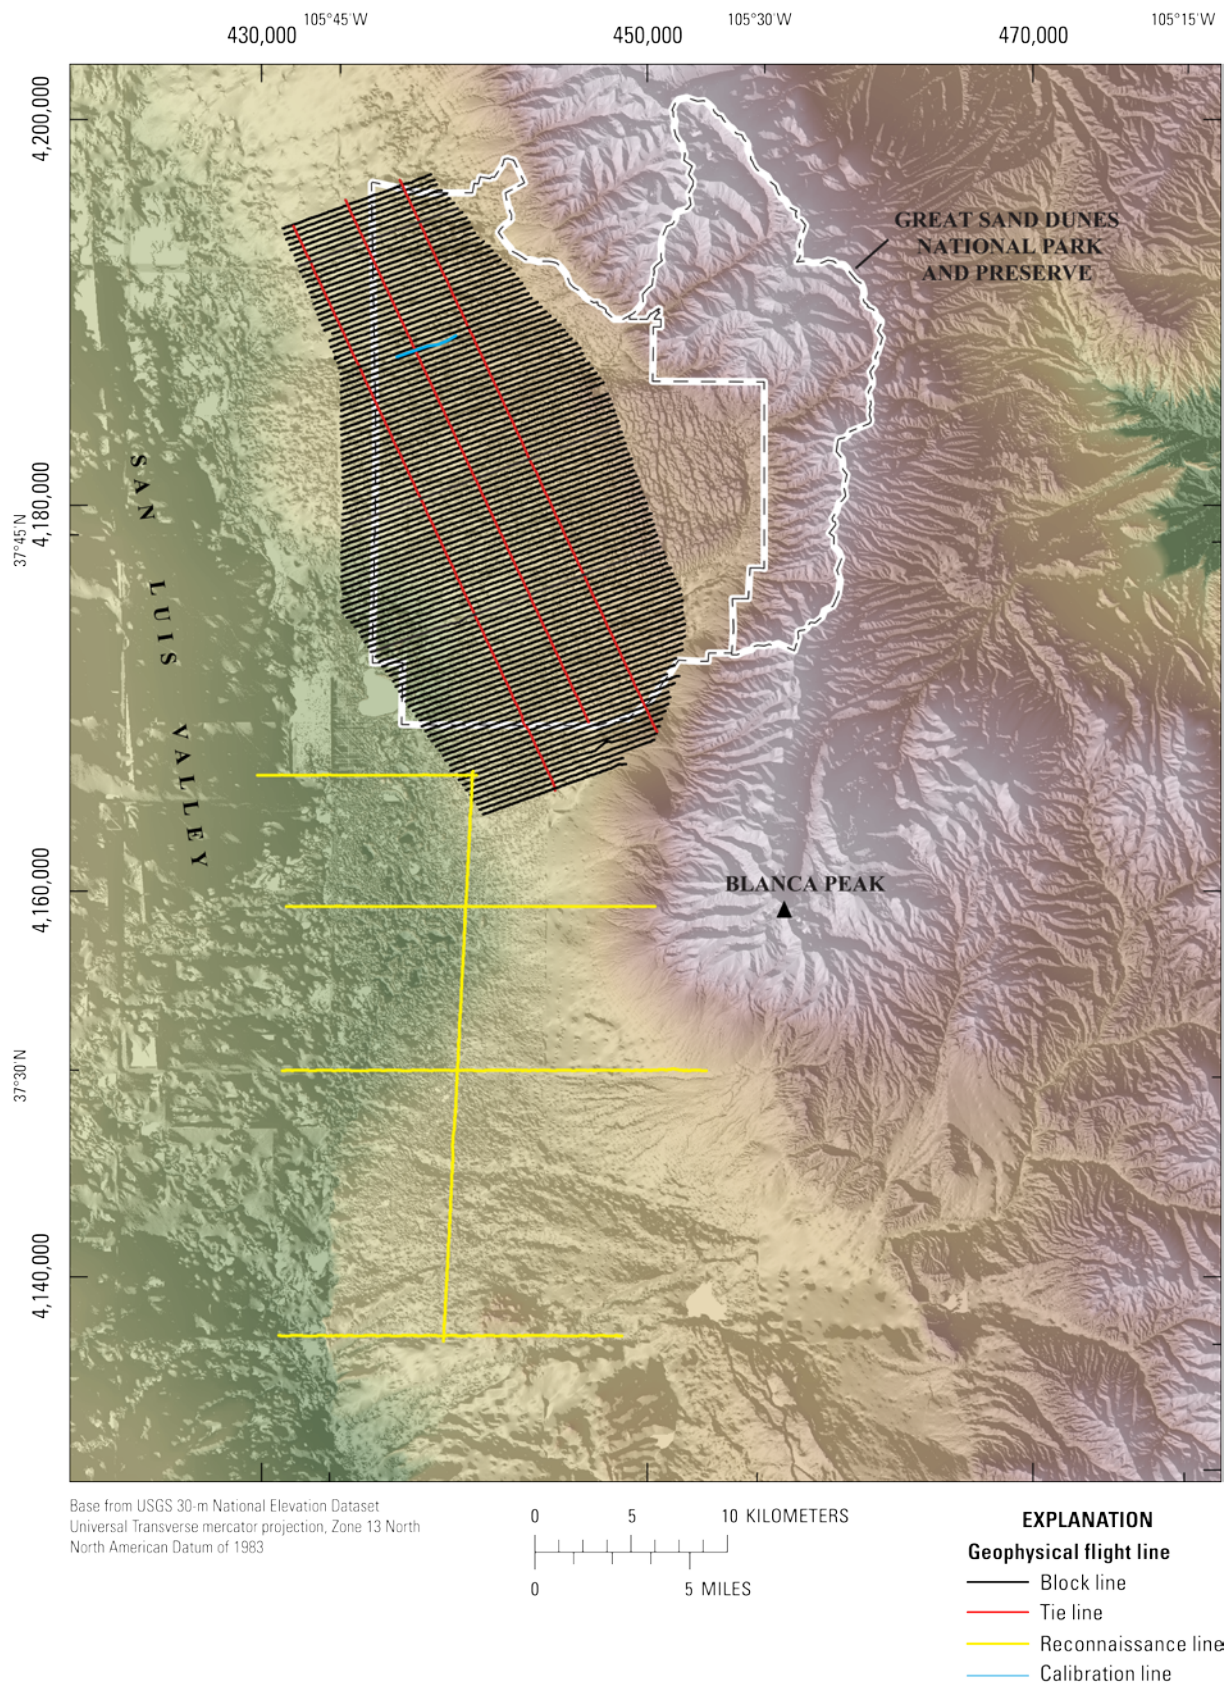 105°45'W
105°30'W
105°15'W
430,000
450,000
470,000
4,200,000
GREAT SAND DUNES
NATIONAL PARK
AND PRESERVE
SAN LUIS VALLEY
4,180,000
37°45'N
BLANCA PEAK
4,160,000
37°30'N
4,140,000
Base from USGS 30-m National Elevation Dataset
Universal Transverse mercator projection, Zone 13 North
North American Datum of 1983
0 5 10 KILOMETERS
0 5 MILES
EXPLANATION
Geophysical flight line
Block line
Tie line
Reconnaissance line
Calibration line